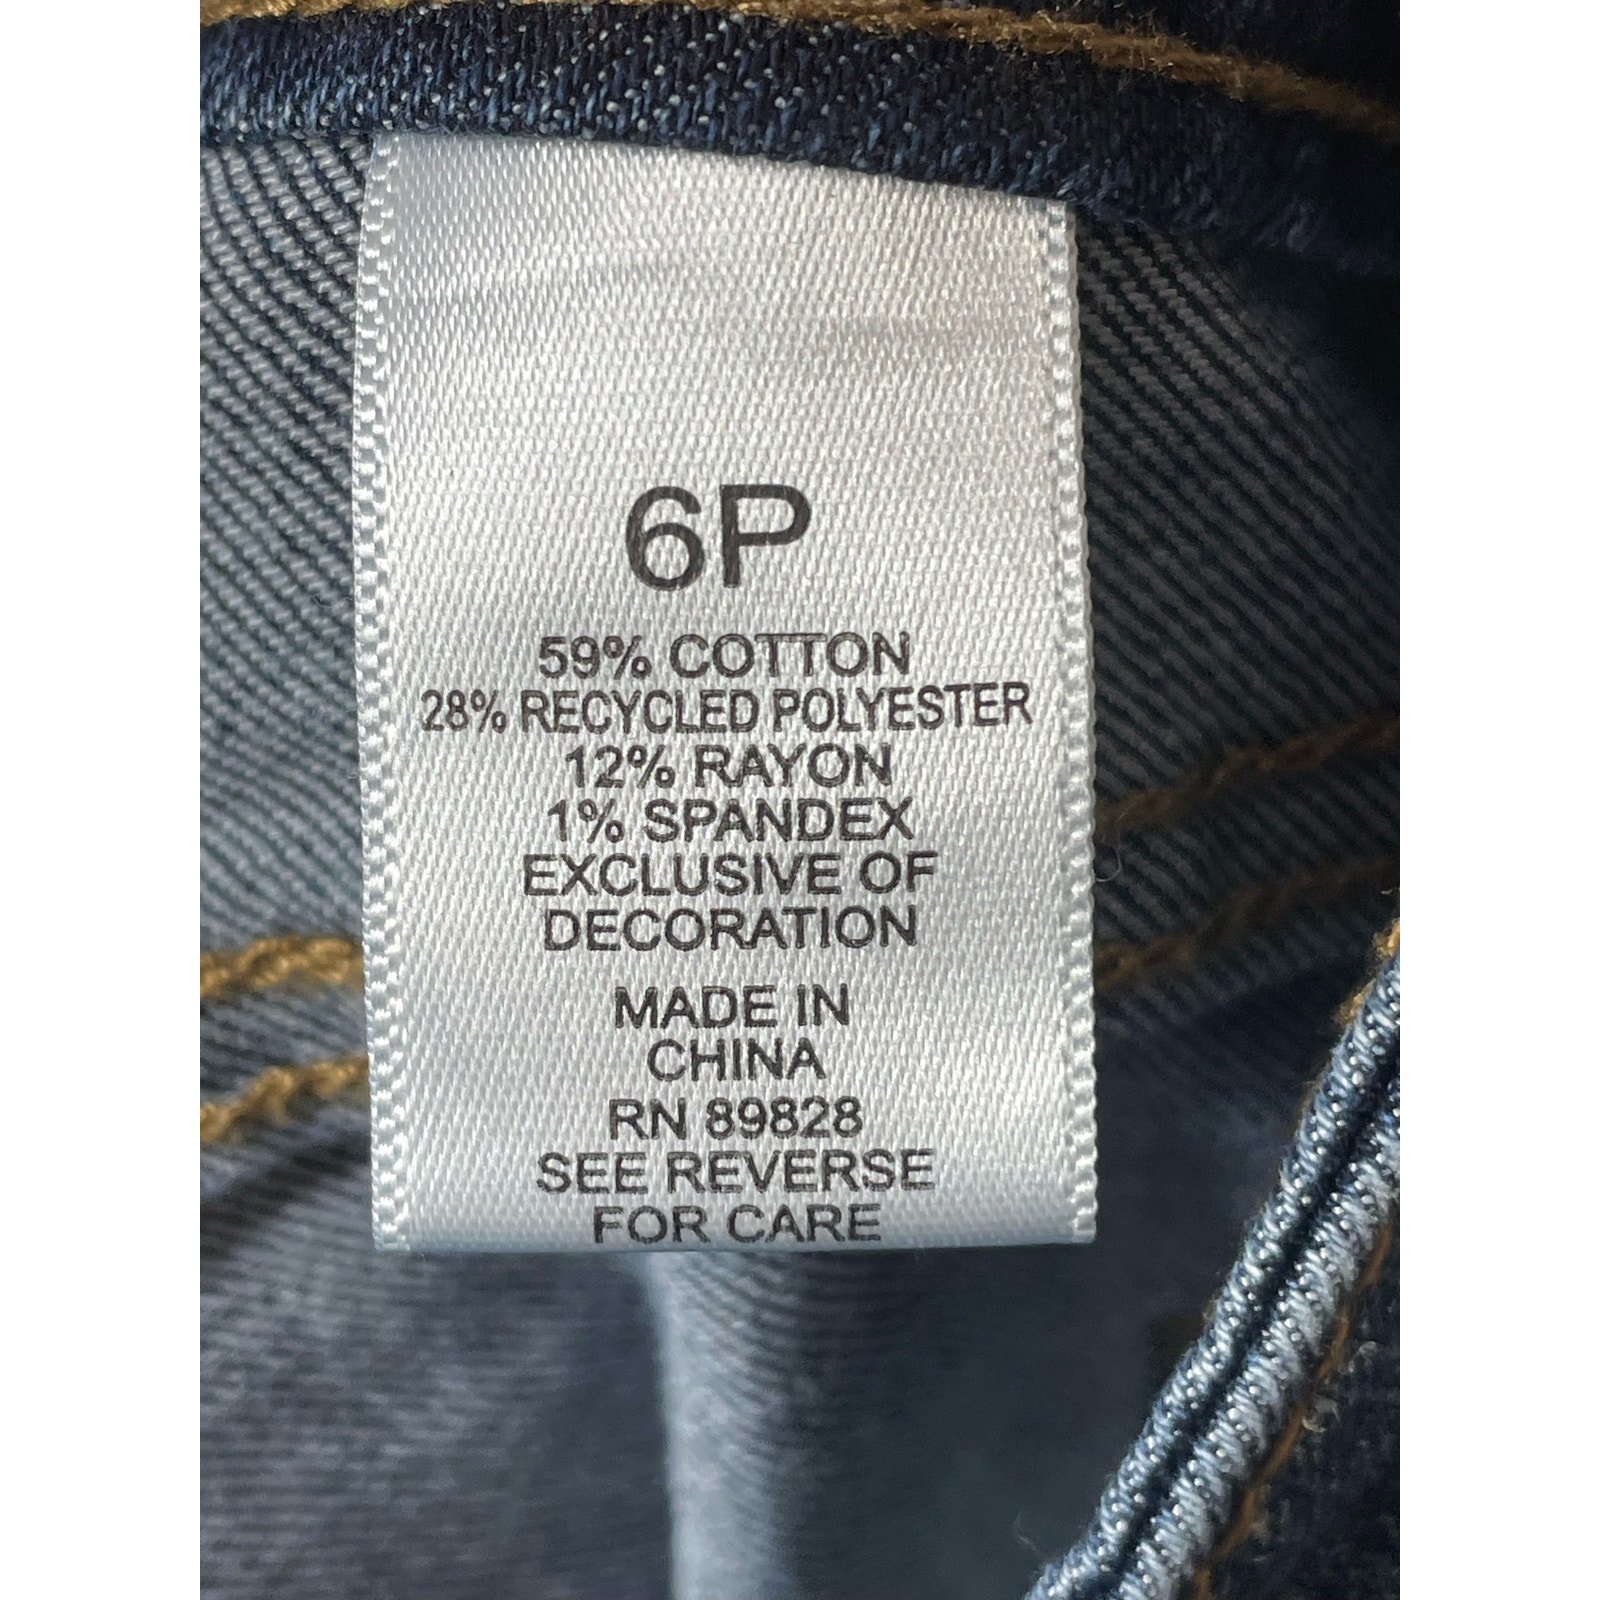 6P
59% COTTON
28% RECYCLED POLYESTER
12% RAYON
1% SPANDEX
EXCLUSIVE OF
DECORATION
MADE IN
CHINA
RN 89828
SEE REVERSE
FOR CARE